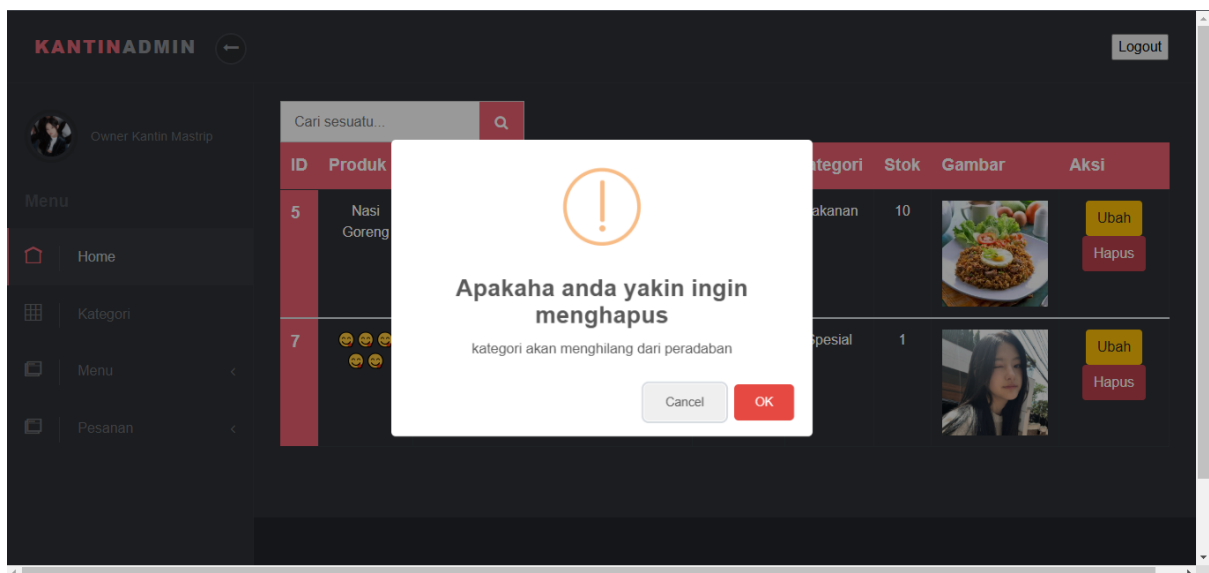 KANTINADMIN
Logout
Owner Kantin Mastrip
Cari sesuatu...
Menu
Home
Kategori
Menu
Pesanan
ID Produk tegori Stok Gambar Aksi
5 Nasi akanan 10 Ubah
Goreng Hapus
7 😋 😋 😋 Spesial 1 Ubah
😋 😋 Hapus
Apakaha anda yakin ingin
menghapus
kategori akan menghilang dari peradaban
Cancel OK